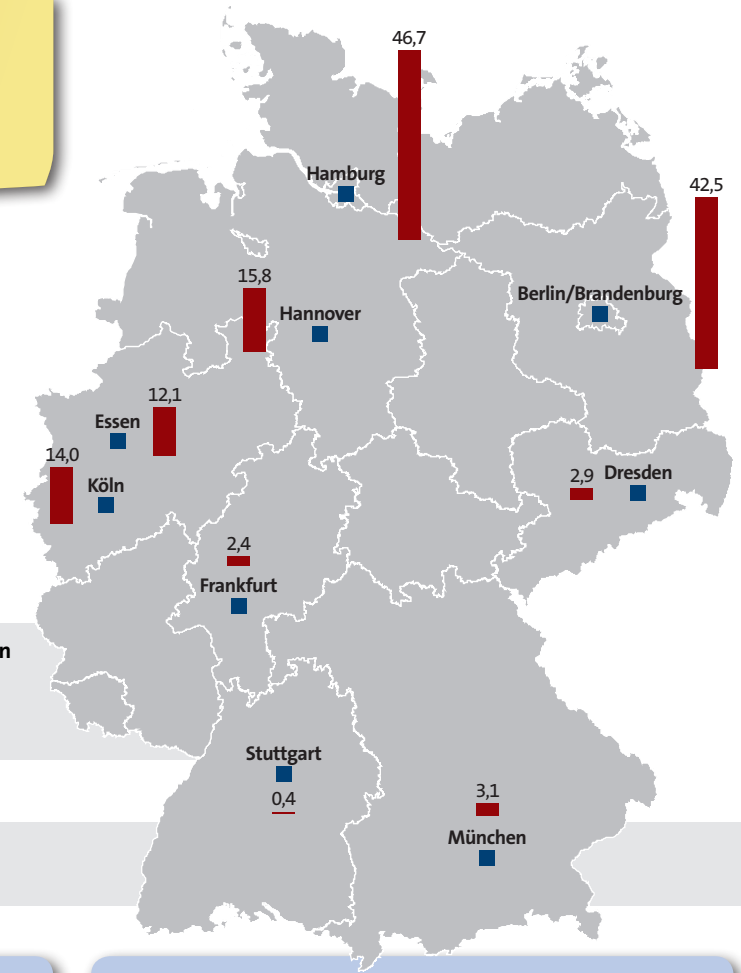 46,7
Hamburg
42,5
15,8
Hannover
Berlin/Brandenburg
12,1
Essen
14,0
Köln
2,9
Dresden
2,4
Frankfurt
n
Stuttgart
0,4
3,1
München